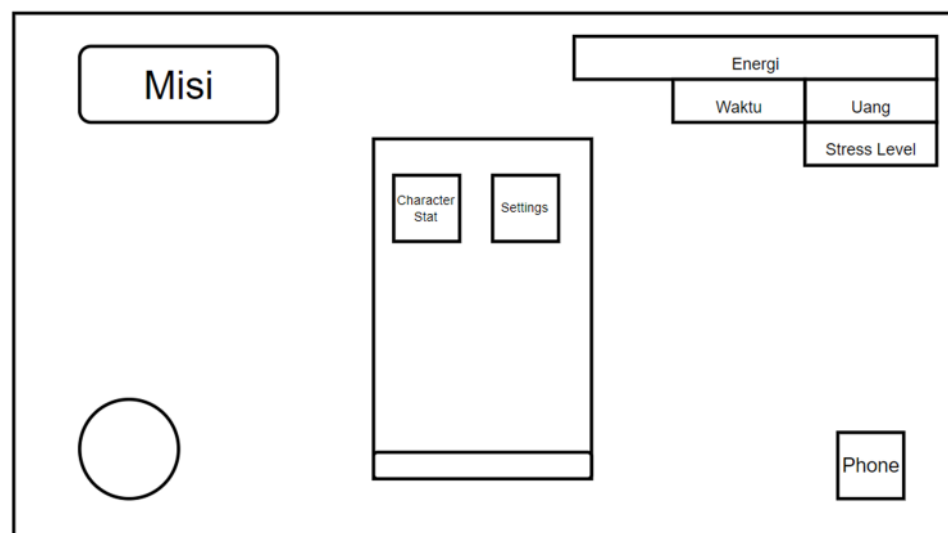 Misi
Energi
Waktu
Uang
Stress Level
Character
Stat
Settings
Phone